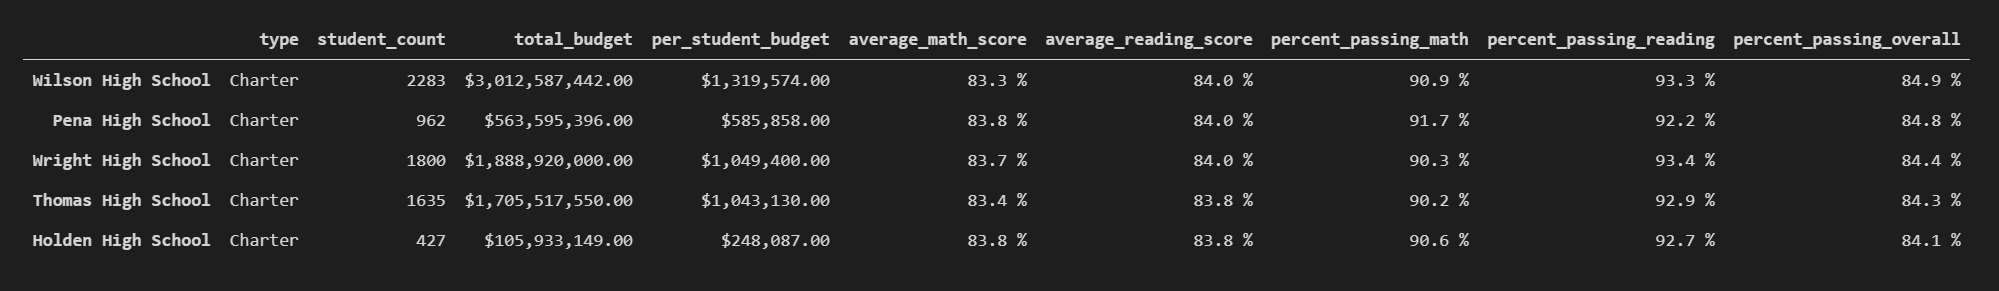 type student_count total_budget per_student_budget average_math_score average_reading_score percent_passing_math percent_passing_reading percent_passing_overall
Wilson High School Charter 2283 $3,012,587,442.00 $1,319,574.00 83.3 % 84.0 % 90.9 % 93.3 % 84.9 %
Pena High School Charter 962 $563,595,396.00 $585,858.00 83.8 % 84.0 % 91.7 % 92.2 % 84.8 %
Wright High School Charter 1800 $1,888,920,000.00 $1,049,400.00 83.7 % 84.0 % 90.3 % 93.4 % 84.4 %
Thomas High School Charter 1635 $1,705,517,550.00 $1,043,130.00 83.4 % 83.8 % 90.2 % 92.9 % 84.3 %
Holden High School Charter 427 $105,933,149.00 $248,087.00 83.8 % 83.8 % 90.6 % 92.7 % 84.1 %